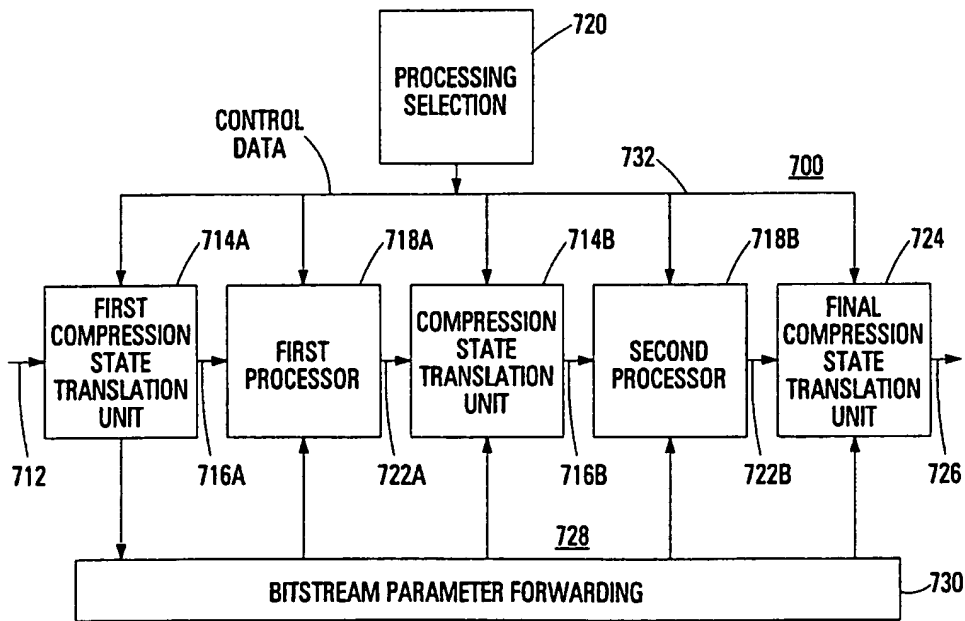 720
PROCESSING
SELECTION
CONTROL
DATA
732
700
714A
718A
714B
718B
724
FIRST
COMPRESSION
STATE
TRANSLATION
UNIT
FIRST
PROCESSOR
COMPRESSION
STATE
TRANSLATION
UNIT
SECOND
PROCESSOR
FINAL
COMPRESSION
STATE
TRANSLATION
UNIT
712
716A
722A
716B
722B
726
728
BITSTREAM PARAMETER FORWARDING
730